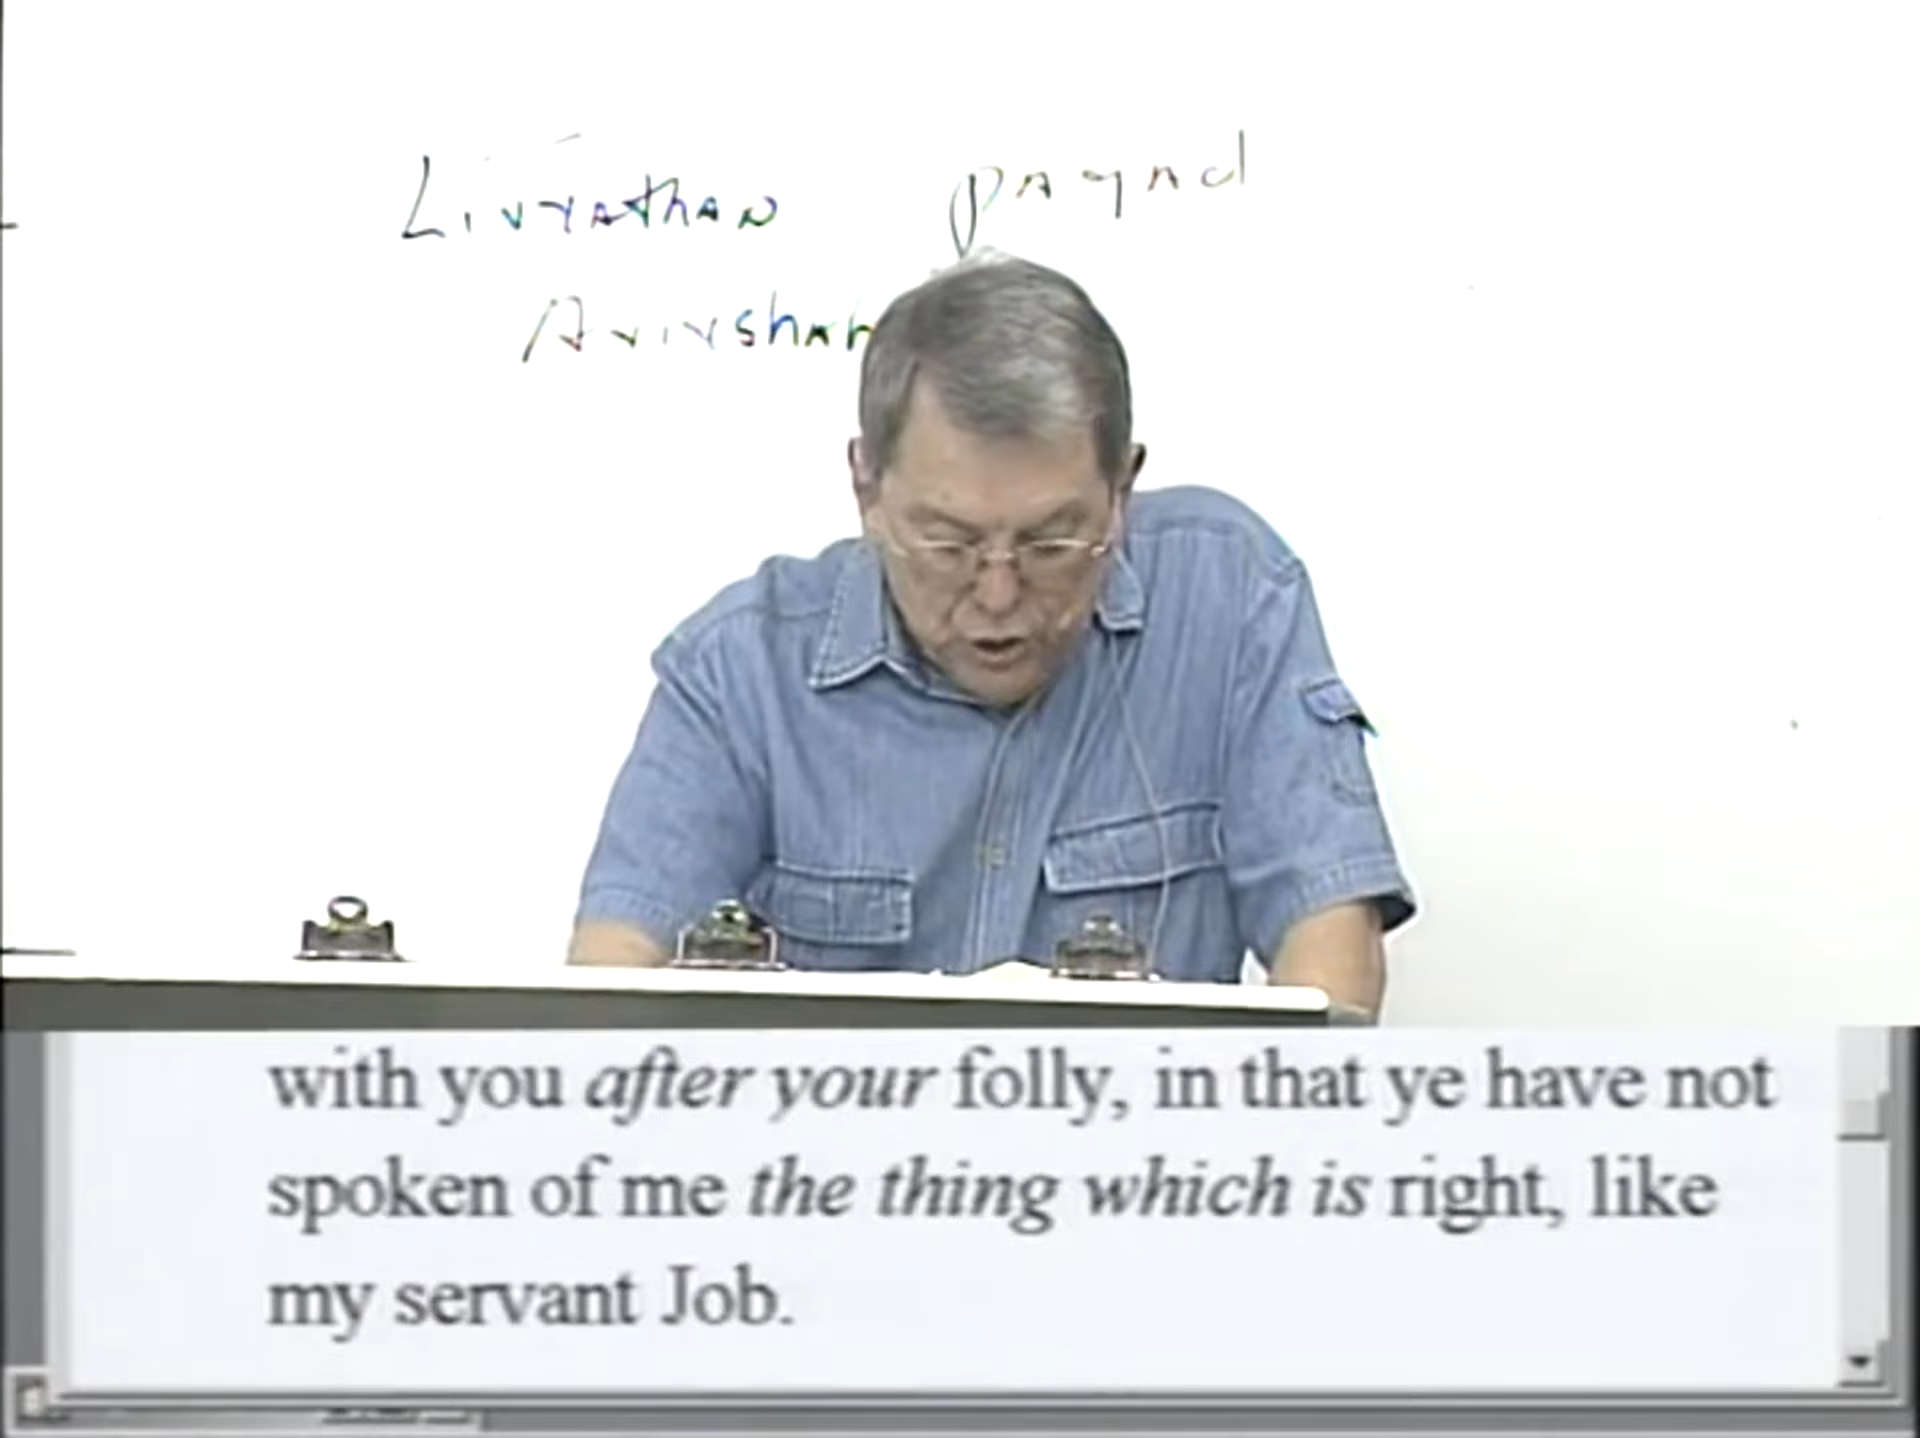 Livyathan paqad
with you after your folly, in that ye have not
spoken of me the thing which is right, like
my servant Job.